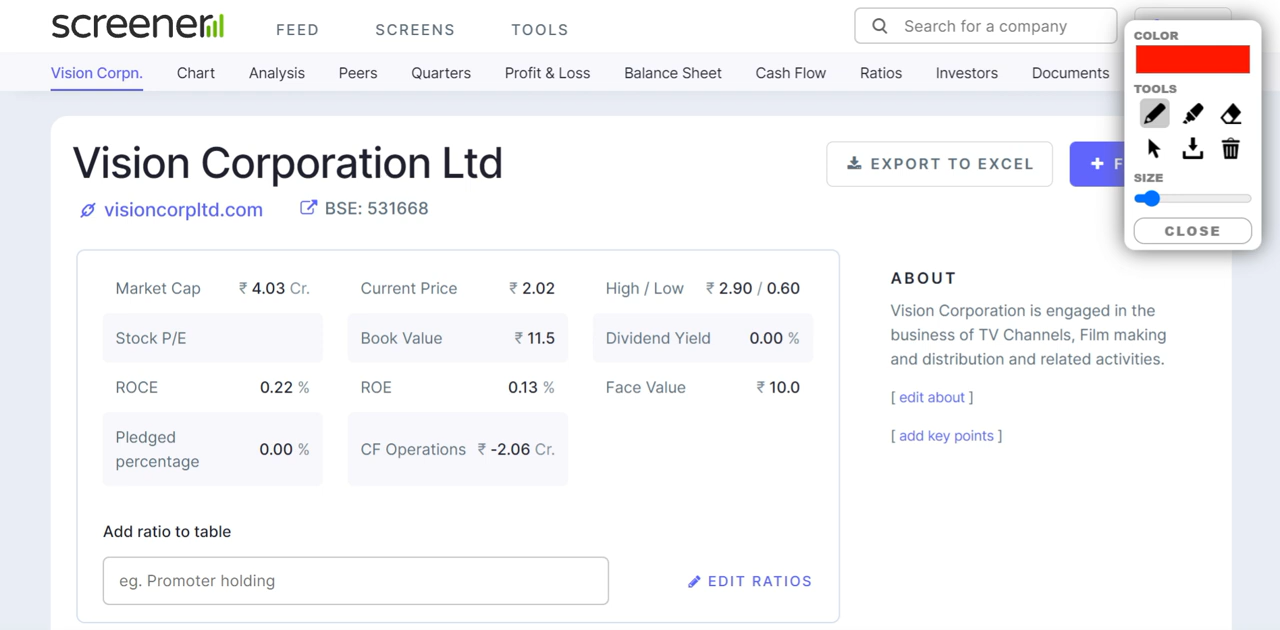 screener
FEED
SCREENS
TOOLS
Search for a company
Vision Corpn.
Chart
Analysis
Peers
Quarters
Profit & Loss
Balance Sheet
Cash Flow
Ratios
Investors
Documents
COLOR
TOOLS
SIZE
CLOSE
Vision Corporation Ltd
EXPORT TO EXCEL
+ F
visioncorpltd.com
BSE: 531668
Market Cap ₹ 4.03 Cr.
Current Price ₹ 2.02
High / Low ₹ 2.90 / 0.60
Stock P/E
Book Value ₹ 11.5
Dividend Yield 0.00 %
ROCE 0.22 %
ROE 0.13 %
Face Value ₹ 10.0
Pledged
percentage 0.00 %
CF Operations ₹ -2.06 Cr.
Add ratio to table
eg. Promoter holding
EDIT RATIOS
ABOUT
Vision Corporation is engaged in the
business of TV Channels, Film making
and distribution and related activities.
[ edit about ]
[ add key points ]